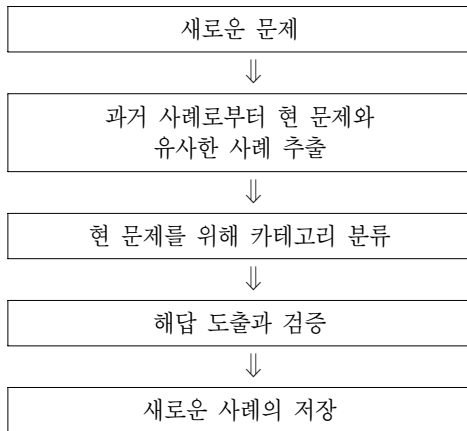 새로운 문제
⇓
과거 사례로부터 현 문제와
유사한 사례 추출
⇓
현 문제를 위해 카테고리 분류
⇓
해답 도출과 검증
⇓
새로운 사례의 저장